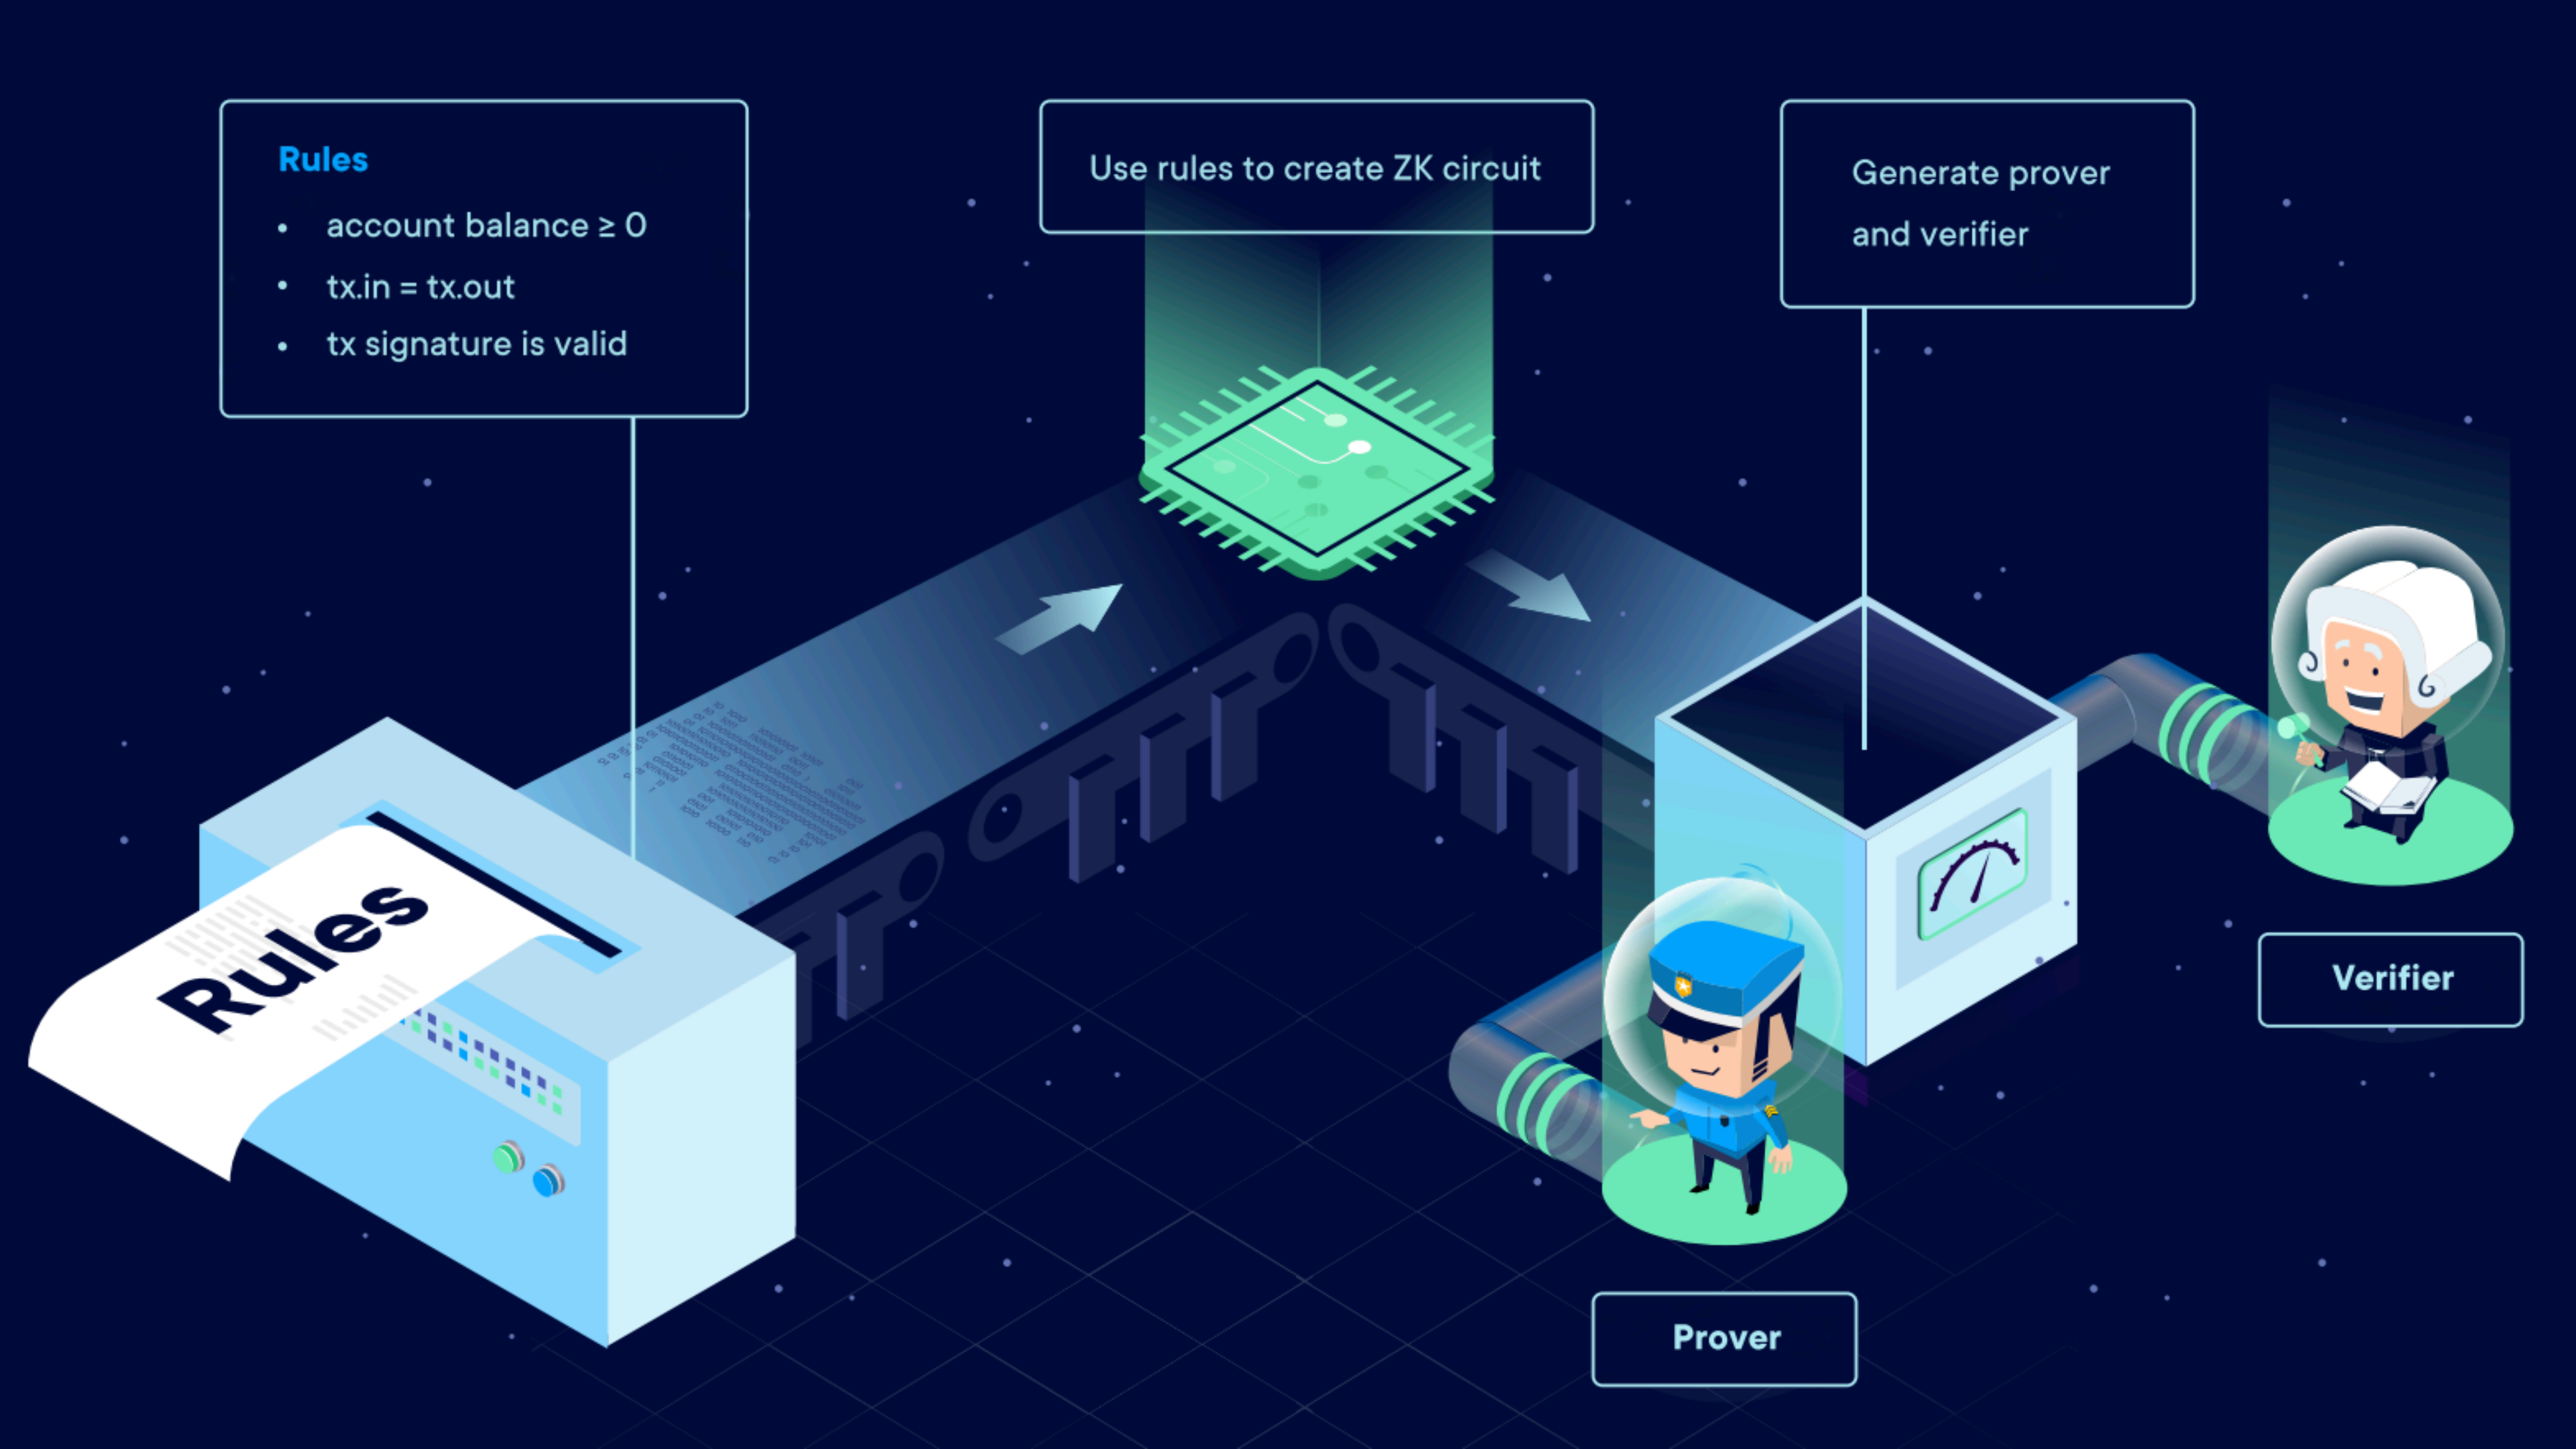 Rules
• account balance ≥ 0
• tx.in = tx.out
• tx signature is valid
Use rules to create ZK circuit
Generate prover
and verifier
Rules
Verifier
Prover